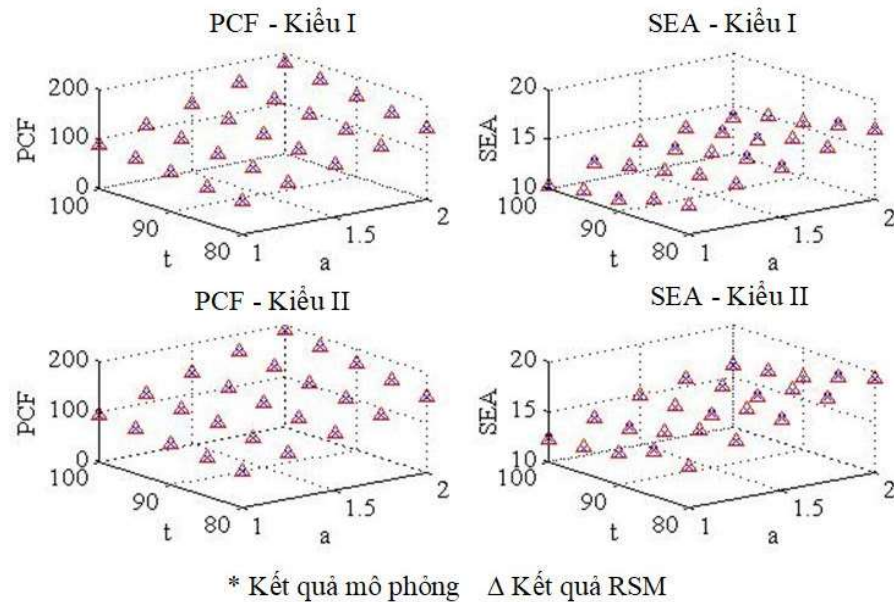 PCF - Kiểu I
PCF
200
100
0
100
90
80
t
1
1.5
2
a
SEA - Kiểu I
SEA
20
15
10
100
90
80
t
1
1.5
2
a
PCF - Kiểu II
PCF
200
100
0
100
90
80
t
1
1.5
2
a
SEA - Kiểu II
SEA
20
15
10
100
90
80
t
1
1.5
2
a
* Kết quả mô phỏng Δ Kết quả RSM